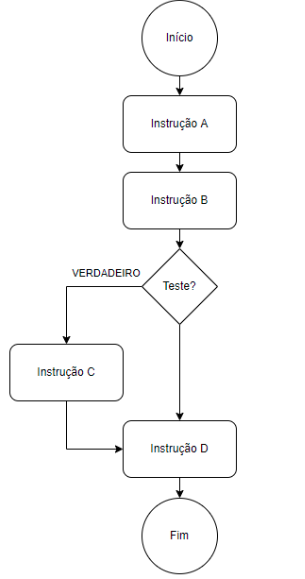 Início
Instrução A
Instrução B
VERDADEIRO
Teste?
Instrução C
Instrução D
Fim